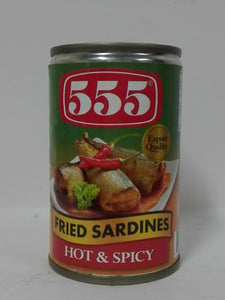 555
Export
Quality
FRIED SARDINES
HOT & SPICY